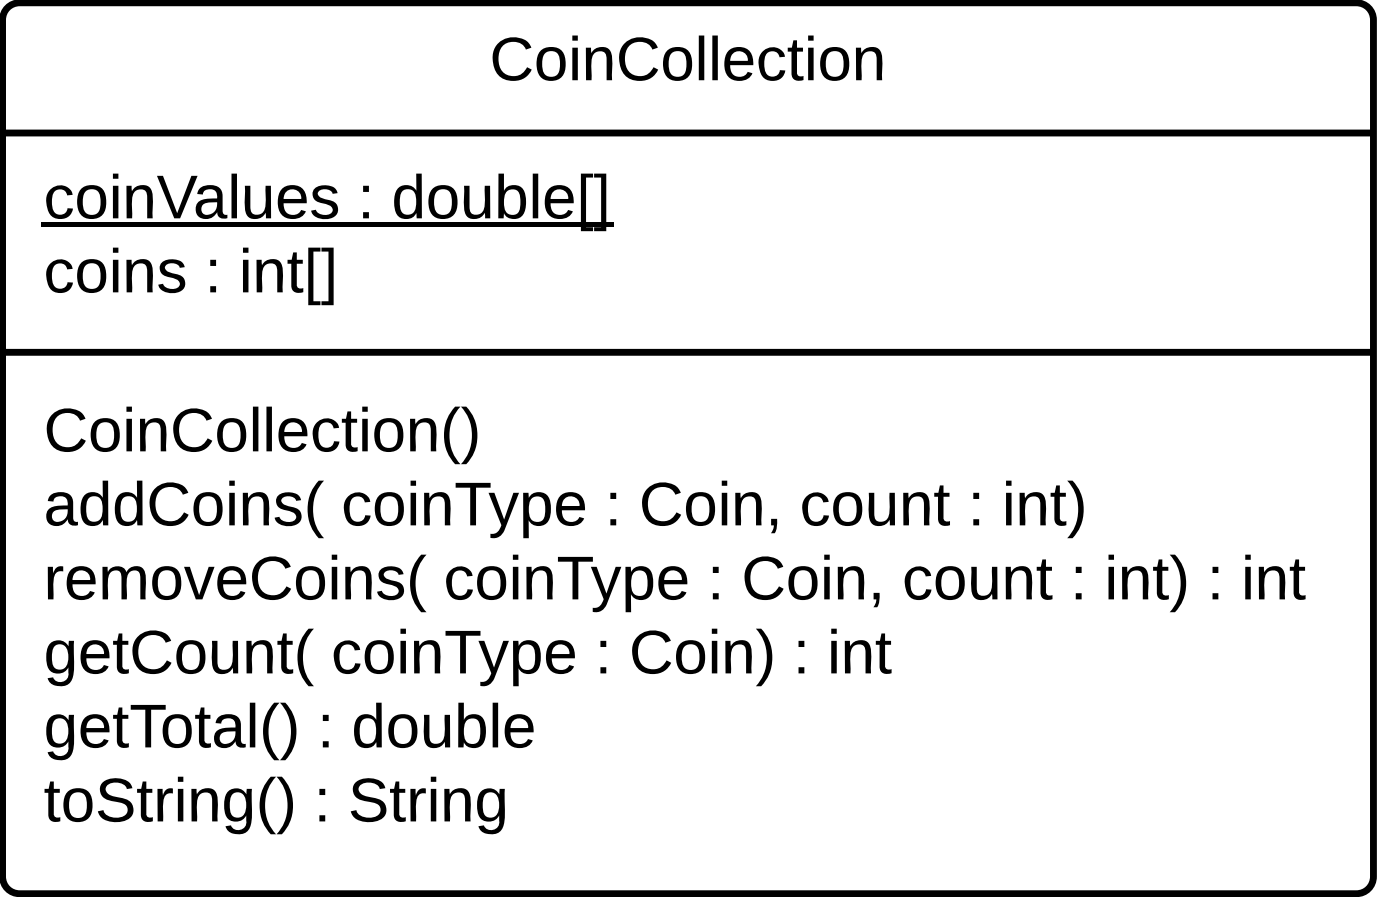 CoinCollection
coinValues : double[]
coins : int[]
CoinCollection()
addCoins( coinType : Coin, count : int)
removeCoins( coinType : Coin, count : int) : int
getCount( coinType : Coin) : int
getTotal() : double
toString() : String